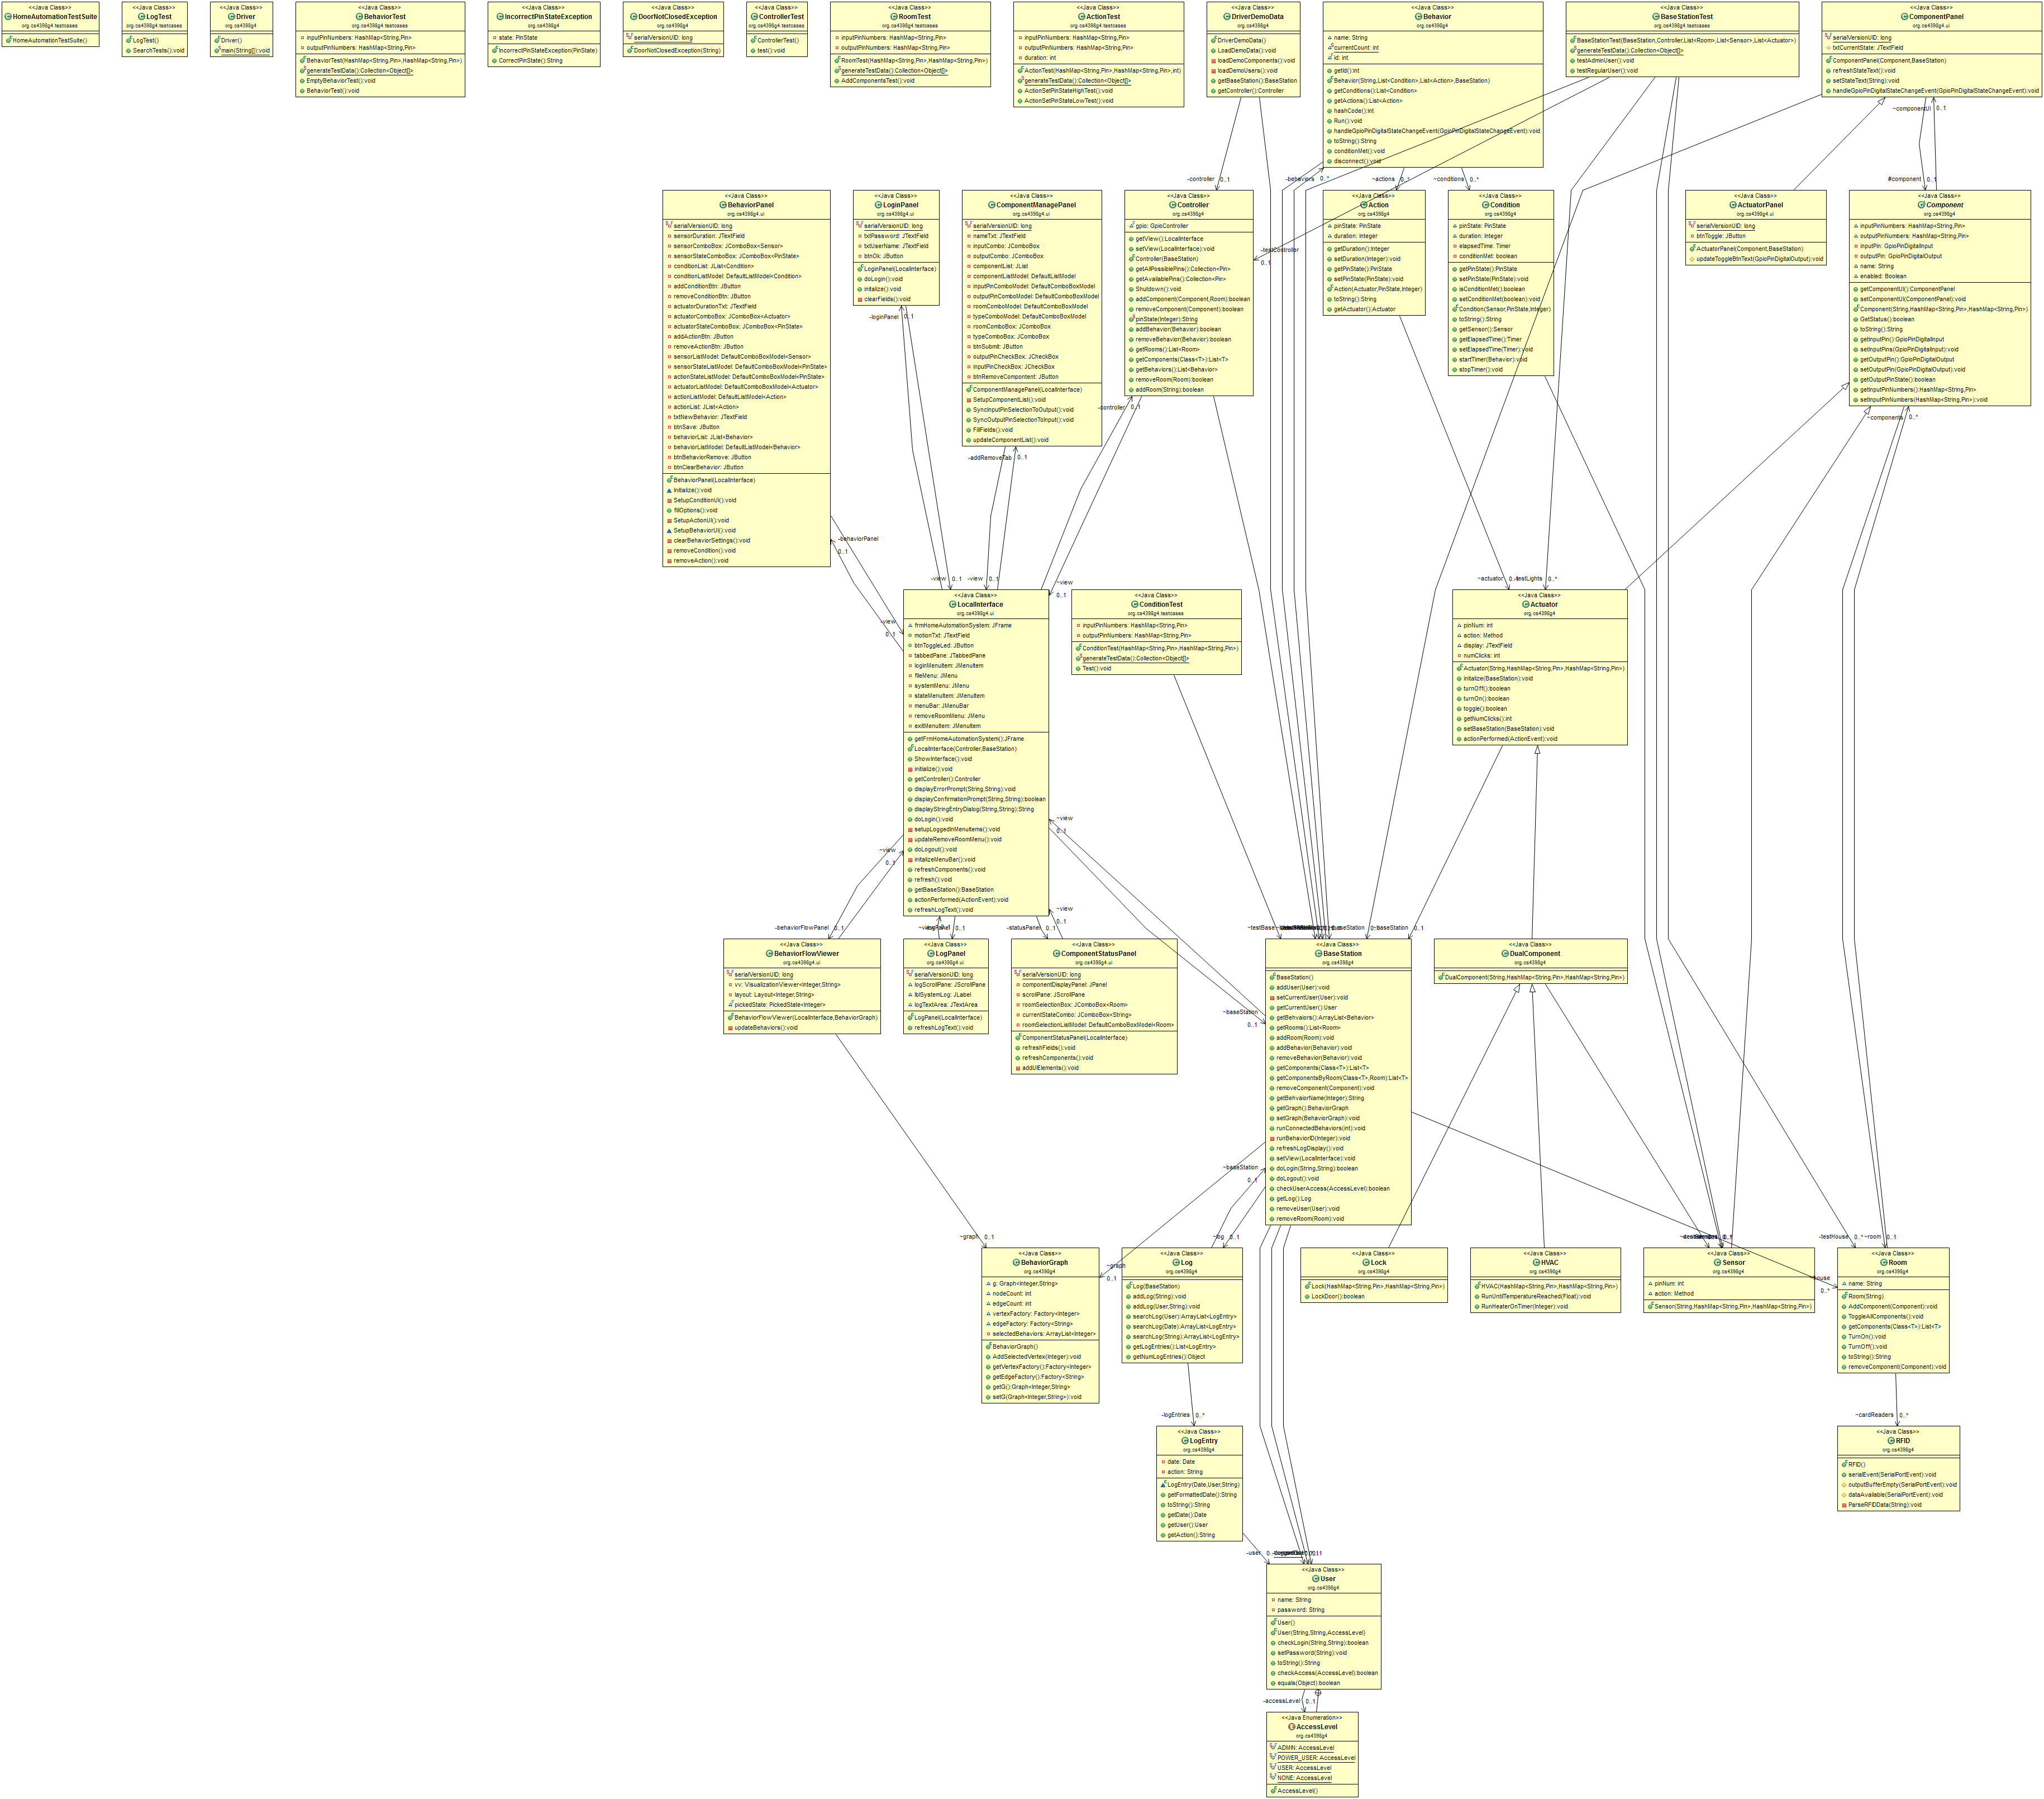 <<Java Class>>
HomeAutomationTestSuite
org.cs4398g4.testcases
HomeAutomationTestSuite()
<<Java Class>>
LogTest
org.cs4398g4.testcases
LogTest()
SearchTests():void
<<Java Class>>
Driver
org.cs4398g4
Driver()
main(String[]):void
<<Java Class>>
BehaviorTest
org.cs4398g4.testcases
inputPinNumbers: HashMap<String,Pin>
outputPinNumbers: HashMap<String,Pin>
BehaviorTest(HashMap<String,Pin>,HashMap<String,Pin>)
generateTestData():Collection<Object[]>
EmptyBehaviorTest():void
BehaviorTest():void
<<Java Class>>
IncorrectPinStateException
org.cs4398g4
state: PinState
IncorrectPinStateException(PinState)
CorrectPinState():String
<<Java Class>>
DoorNotClosedException
org.cs4398g4
serialVersionUID: long
DoorNotClosedException(String)
<<Java Class>>
ControllerTest
org.cs4398g4.testcases
ControllerTest()
test():void
<<Java Class>>
RoomTest
org.cs4398g4.testcases
inputPinNumbers: HashMap<String,Pin>
outputPinNumbers: HashMap<String,Pin>
RoomTest(HashMap<String,Pin>,HashMap<String,Pin>)
generateTestData():Collection<Object[]>
AddComponentsTest():void
<<Java Class>>
ActionTest
org.cs4398g4.testcases
inputPinNumbers: HashMap<String,Pin>
outputPinNumbers: HashMap<String,Pin>
duration: int
ActionTest(HashMap<String,Pin>,HashMap<String,Pin>,int)
generateTestData():Collection<Object[]>
ActionSetPinStateHighTest():void
ActionSetPinStateLowTest():void
<<Java Class>>
DriverDemoData
org.cs4398g4
DriverDemoData()
LoadDemoData():void
loadDemoComponents():void
loadDemoUsers():void
getBaseStation():BaseStation
getController():Controller
<<Java Class>>
Behavior
org.cs4398g4
name: String
currentCount: int
id: int
getId():int
Behavior(String,List<Condition>,List<Action>,BaseStation)
getConditions():List<Condition>
getActions():List<Action>
hashCode():int
Run():void
handleGpioPinDigitalStateChangeEvent(GpioPinDigitalStateChangeEvent):void
toString():String
conditionMet():void
disconnect():void
<<Java Class>>
BaseStationTest
org.cs4398g4.testcases
BaseStationTest(BaseStation,Controller,List<Room>,List<Sensor>,List<Actuator>)
generateTestData():Collection<Object[]>
testAdminUser():void
testRegularUser():void
<<Java Class>>
ComponentPanel
org.cs4398g4.ui
serialVersionUID: long
txtCurrentState: JTextField
ComponentPanel(Component,BaseStation)
refreshStateText():void
setStateText(String):void
handleGpioPinDigitalStateChangeEvent(GpioPinDigitalStateChangeEvent):void
~componentUI
0..1
-controller 0..1
-behaviors
0..*
~actions 0..*
~conditions 0..*
#component 0..1
<<Java Class>>
BehaviorPanel
org.cs4398g4.ui
serialVersionUID: long
sensorDuration: JTextField
sensorComboBox: JComboBox<Sensor>
sensorStateComboBox: JComboBox<PinState>
conditionList: JList<Condition>
conditionListModel: DefaultListModel<Condition>
addConditionBtn: JButton
removeConditionBtn: JButton
actuatorDurationTxt: JTextField
actuatorComboBox: JComboBox<Actuator>
actuatorStateComboBox: JComboBox<PinState>
addActionBtn: JButton
removeActionBtn: JButton
sensorListModel: DefaultComboBoxModel<Sensor>
sensorStateListModel: DefaultComboBoxModel<PinState>
actionStateListModel: DefaultComboBoxModel<PinState>
actuatorListModel: DefaultComboBoxModel<Actuator>
actionListModel: DefaultListModel<Action>
actionList: JList<Action>
txtNewBehavior: JTextField
btnSave: JButton
behaviorList: JList<Behavior>
behaviorListModel: DefaultListModel<Behavior>
btnBehaviorRemove: JButton
btnClearBehavior: JButton
BehaviorPanel(LocalInterface)
Initialize():void
SetupConditionUI():void
fillOptions():void
SetupActionUI():void
SetupBehaviorUi():void
clearBehaviorSettings():void
removeCondition():void
removeAction():void
<<Java Class>>
LoginPanel
org.cs4398g4.ui
serialVersionUID: long
txtPassword: JTextField
txtUserName: JTextField
btnOk: JButton
LoginPanel(LocalInterface)
doLogin():void
initalize():void
clearFields():void
-loginPanel 0..1
<<Java Class>>
ComponentManagePanel
org.cs4398g4.ui
serialVersionUID: long
nameTxt: JTextField
inputCombo: JComboBox
outputCombo: JComboBox
componentList: JList
componentListModel: DefaultListModel
inputPinComboModel: DefaultComboBoxModel
outputPinComboModel: DefaultComboBoxModel
roomComboModel: DefaultComboBoxModel
typeComboModel: DefaultComboBoxModel
roomComboBox: JComboBox
typeComboBox: JComboBox
btnSubmit: JButton
outputPinCheckBox: JCheckBox
inputPinCheckBox: JCheckBox
btnRemoveCompontent: JButton
ComponentManagePanel(LocalInterface)
SetupComponentList():void
SyncInputPinSelectionToOutput():void
SyncOutputPinSelectionToInput():void
FillFields():void
updateComponentList():void
-addRemoveTab 0..1
<<Java Class>>
Controller
org.cs4398g4
gpio: GpioController
getView():LocalInterface
setView(LocalInterface):void
Controller(BaseStation)
getAllPossiblePins():Collection<Pin>
getAvailablePins():Collection<Pin>
Shutdown():void
addComponent(Component,Room):boolean
removeComponent(Component):boolean
pinState(Integer):String
addBehavior(Behavior):boolean
removeBehavior(Behavior):boolean
getRooms():List<Room>
getComponents(Class<T>):List<T>
getBehaviors():List<Behavior>
removeRoom(Room):boolean
addRoom(String):boolean
-controller 0..1
-testController
0..1
<<Java Class>>
Action
org.cs4398g4
pinState: PinState
duration: Integer
getDuration():Integer
setDuration(Integer):void
getPinState():PinState
setPinState(PinState):void
Action(Actuator,PinState,Integer)
toString():String
getActuator():Actuator
<<Java Class>>
Condition
org.cs4398g4
pinState: PinState
duration: Integer
elapsedTime: Timer
conditionMet: boolean
getPinState():PinState
setPinState(PinState):void
isConditionMet():boolean
setConditionMet(boolean):void
Condition(Sensor,PinState,Integer)
toString():String
getSensor():Sensor
getElapsedTime():Timer
setElapsedTime(Timer):void
startTimer(Behavior):void
stopTimer():void
<<Java Class>>
ActuatorPanel
org.cs4398g4.ui
serialVersionUID: long
btnToggle: JButton
ActuatorPanel(Component,BaseStation)
updateToggleBtnText(GpioPinDigitalOutput):void
<<Java Class>>
Component
org.cs4398g4
inputPinNumbers: HashMap<String,Pin>
outputPinNumbers: HashMap<String,Pin>
inputPin: GpioPinDigitalInput
outputPin: GpioPinDigitalOutput
name: String
enabled: Boolean
getComponentUI():ComponentPanel
setComponentUI(ComponentPanel):void
Component(String,HashMap<String,Pin>,HashMap<String,Pin>)
GetStatus():boolean
toString():String
getInputPin():GpioPinDigitalInput
setInputPins(GpioPinDigitalInput):void
getOutputPin():GpioPinDigitalOutput
setOutputPin(GpioPinDigitalOutput):void
getOutputPinState():boolean
getInputPinNumbers():HashMap<String,Pin>
setInputPinNumbers(HashMap<String,Pin>):void
~components 0..*
-behaviorPanel
0..1
-view 0..1
-view 0..1
~view
0..1
-view
0..1
~actuator 0..1
-testLights 0..*
<<Java Class>>
LocalInterface
org.cs4398g4.ui
frmHomeAutomationSystem: JFrame
motionTxt: JTextField
btnToggleLed: JButton
tabbedPane: JTabbedPane
loginMenuItem: JMenuItem
fileMenu: JMenu
systemMenu: JMenu
stateMenuItem: JMenuItem
menuBar: JMenuBar
removeRoomMenu: JMenu
exitMenuItem: JMenuItem
getFrmHomeAutomationSystem():JFrame
LocalInterface(Controller,BaseStation)
ShowInterface():void
initialize():void
getController():Controller
displayErrorPrompt(String,String):void
displayConfirmationPrompt(String,String):boolean
displayStringEntryDialog(String,String):String
doLogin():void
setupLoggedInMenuItems():void
updateRemoveRoomMenu():void
doLogout():void
initalizeMenuBar():void
refreshComponents():void
refresh():void
getBaseStation():BaseStation
actionPerformed(ActionEvent):void
refreshLogText():void
<<Java Class>>
ConditionTest
org.cs4398g4.testcases
inputPinNumbers: HashMap<String,Pin>
outputPinNumbers: HashMap<String,Pin>
ConditionTest(HashMap<String,Pin>,HashMap<String,Pin>)
generateTestData():Collection<Object[]>
Test():void
<<Java Class>>
Actuator
org.cs4398g4
pinNum: int
action: Method
display: JTextField
numClicks: int
Actuator(String,HashMap<String,Pin>,HashMap<String,Pin>)
initalize(BaseStation):void
turnOff():boolean
turnOn():boolean
toggle():boolean
getNumClicks():int
setBaseStation(BaseStation):void
actionPerformed(ActionEvent):void
~view
0..1
~view
0..1
~view
0..1
-behaviorFlowPanel 0..1
0..1
-statusPanel 0..1
~baseStation
0..1
~baseStation 0..1
<<Java Class>>
BehaviorFlowViewer
org.cs4398g4.ui
serialVersionUID: long
vv: VisualizationViewer<Integer,String>
layout: Layout<Integer,String>
pickedState: PickedState<Integer>
BehaviorFlowViewer(LocalInterface,BehaviorGraph)
updateBehaviors():void
<<Java Class>>
LogPanel
org.cs4398g4.ui
serialVersionUID: long
logScrollPane: JScrollPane
lblSystemLog: JLabel
logTextArea: JTextArea
LogPanel(LocalInterface)
refreshLogText():void
<<Java Class>>
ComponentStatusPanel
org.cs4398g4.ui
serialVersionUID: long
componentDisplayPanel: JPanel
scrollPane: JScrollPane
roomSelectionBox: JComboBox<Room>
currentStateCombo: JComboBox<String>
roomSelectionListModel: DefaultComboBoxModel<Room>
ComponentStatusPanel(LocalInterface)
refreshFields():void
refreshComponents():void
addUIElements():void
<<Java Class>>
BaseStation
org.cs4398g4
BaseStation()
addUser(User):void
setCurrentUser(User):void
getCurrentUser():User
getBehvaiors():ArrayList<Behavior>
getRooms():List<Room>
addRoom(Room):void
addBehavior(Behavior):void
removeBehavior(Behavior):void
getComponents(Class<T>):List<T>
getComponentsByRoom(Class<T>,Room):List<T>
removeComponent(Component):void
getBehvaiorName(Integer):String
getGraph():BehaviorGraph
setGraph(BehaviorGraph):void
runConnectedBehaviors(int):void
runBehaviorID(Integer):void
refreshLogDisplay():void
setView(LocalInterface):void
doLogin(String,String):boolean
doLogout():void
checkUserAccess(AccessLevel):boolean
getLog():Log
removeUser(User):void
removeRoom(Room):void
<<Java Class>>
DualComponent
org.cs4398g4
DualComponent(String,HashMap<String,Pin>,HashMap<String,Pin>)
~baseStation
0..1
~graph 0..1
~log 0..1
~graph
0..1
-testHouse 0..*
~room 0..1
0..*
<<Java Class>>
BehaviorGraph
org.cs4398g4
g: Graph<Integer,String>
nodeCount: int
edgeCount: int
vertexFactory: Factory<Integer>
edgeFactory: Factory<String>
selectedBehaviors: ArrayList<Integer>
BehaviorGraph()
AddSelectedVertex(Integer):void
getVertexFactory():Factory<Integer>
getEdgeFactory():Factory<String>
getG():Graph<Integer,String>
setG(Graph<Integer,String>):void
<<Java Class>>
Log
org.cs4398g4
Log(BaseStation)
addLog(String):void
addLog(User,String):void
searchLog(User):ArrayList<LogEntry>
searchLog(Date):ArrayList<LogEntry>
searchLog(String):ArrayList<LogEntry>
getLogEntries():List<LogEntry>
getNumLogEntries():Object
<<Java Class>>
Lock
org.cs4398g4
Lock(HashMap<String,Pin>,HashMap<String,Pin>)
LockDoor():boolean
<<Java Class>>
HVAC
org.cs4398g4
HVAC(HashMap<String,Pin>,HashMap<String,Pin>)
RunUntilTemperatureReached(Float):void
RunHeaterOnTimer(Integer):void
<<Java Class>>
Sensor
org.cs4398g4
pinNum: int
action: Method
Sensor(String,HashMap<String,Pin>,HashMap<String,Pin>)
<<Java Class>>
Room
org.cs4398g4
name: String
Room(String)
AddComponent(Component):void
ToggleAllComponents():void
getComponents(Class<T>):List<T>
TurnOn():void
TurnOff():void
toString():String
removeComponent(Component):void
-logEntries 0..*
~cardReaders 0..*
<<Java Class>>
LogEntry
org.cs4398g4
date: Date
action: String
LogEntry(Date,User,String)
getFormattedDate():String
toString():String
getDate():Date
getUser():User
getAction():String
<<Java Class>>
RFID
org.cs4398g4
RFID()
serialEvent(SerialPortEvent):void
outputBufferEmpty(SerialPortEvent):void
dataAvailable(SerialPortEvent):void
ParseRFIDData(String):void
-user
<<Java Class>>
User
org.cs4398g4
name: String
password: String
User()
User(String,String,AccessLevel)
checkLogin(String,String):boolean
setPassword(String):void
toString():String
checkAccess(AccessLevel):boolean
equals(Object):boolean
-accessLevel 0..1
<<Java Enumeration>>
AccessLevel
org.cs4398g4
ADMIN: AccessLevel
POWER_USER: AccessLevel
USER: AccessLevel
NONE: AccessLevel
AccessLevel()